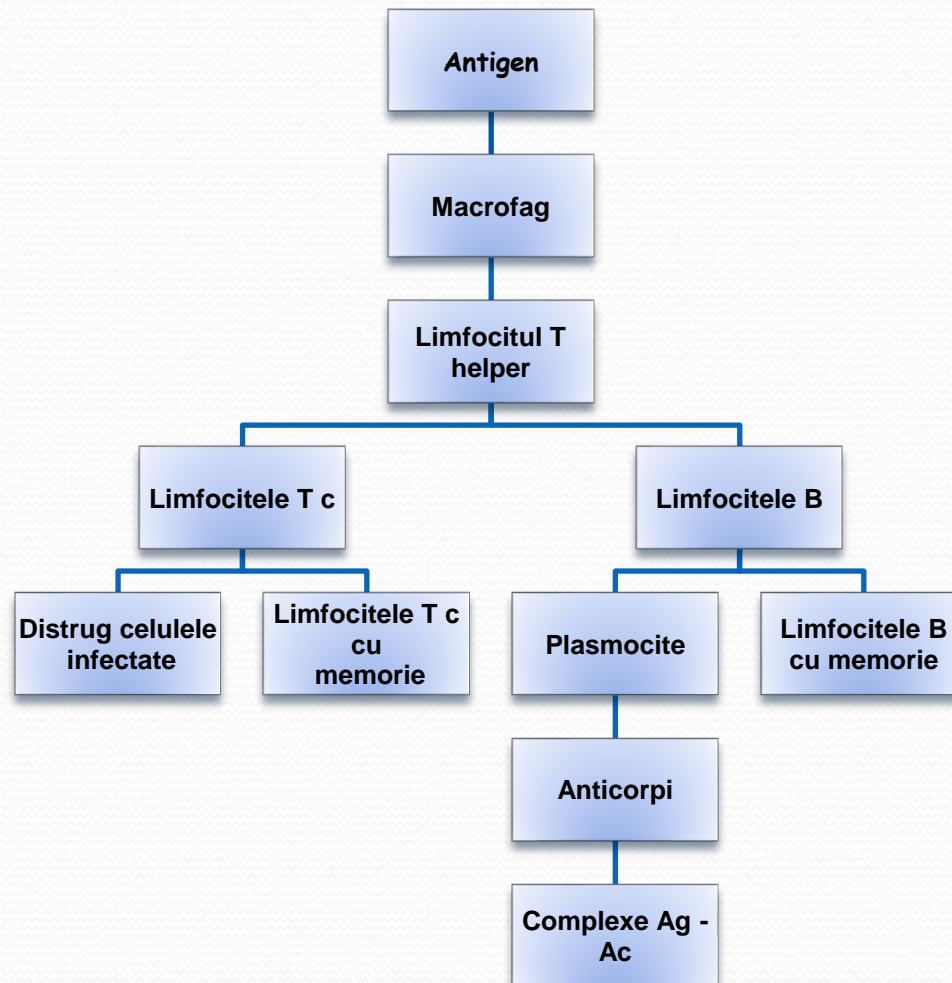 Antigen
Macrofag
Limfocitul T
helper
Limfocitele T c
Limfocitele B
Distrug celulele
infectate
Limfocitele T c
cu
memorie
Plasmocite
Limfocitele B
cu memorie
Anticorpi
Complexe Ag -
Ac